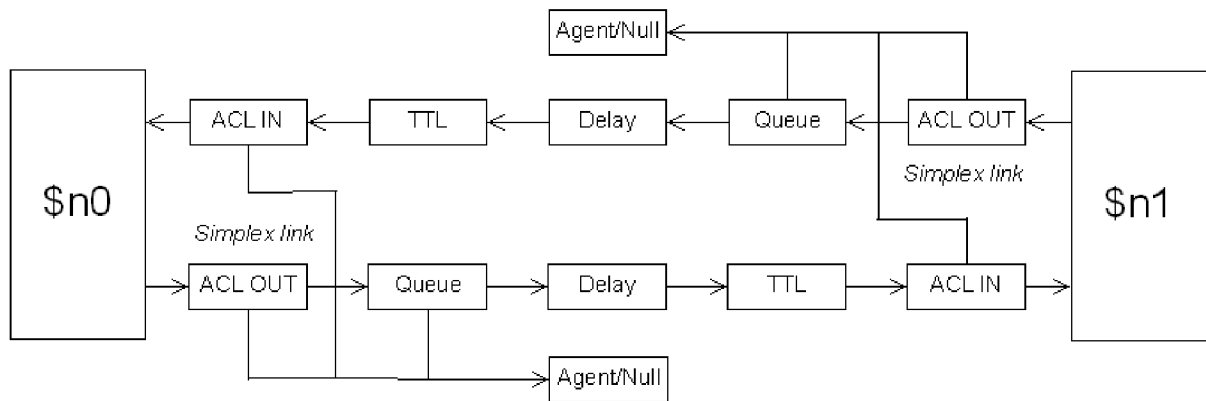 Agent/Null
ACL IN
TTL
Delay
Queue
ACL OUT
$n0
$n1
Simplex link
Simplex link
ACL OUT
Queue
Delay
TTL
ACL IN
Agent/Null